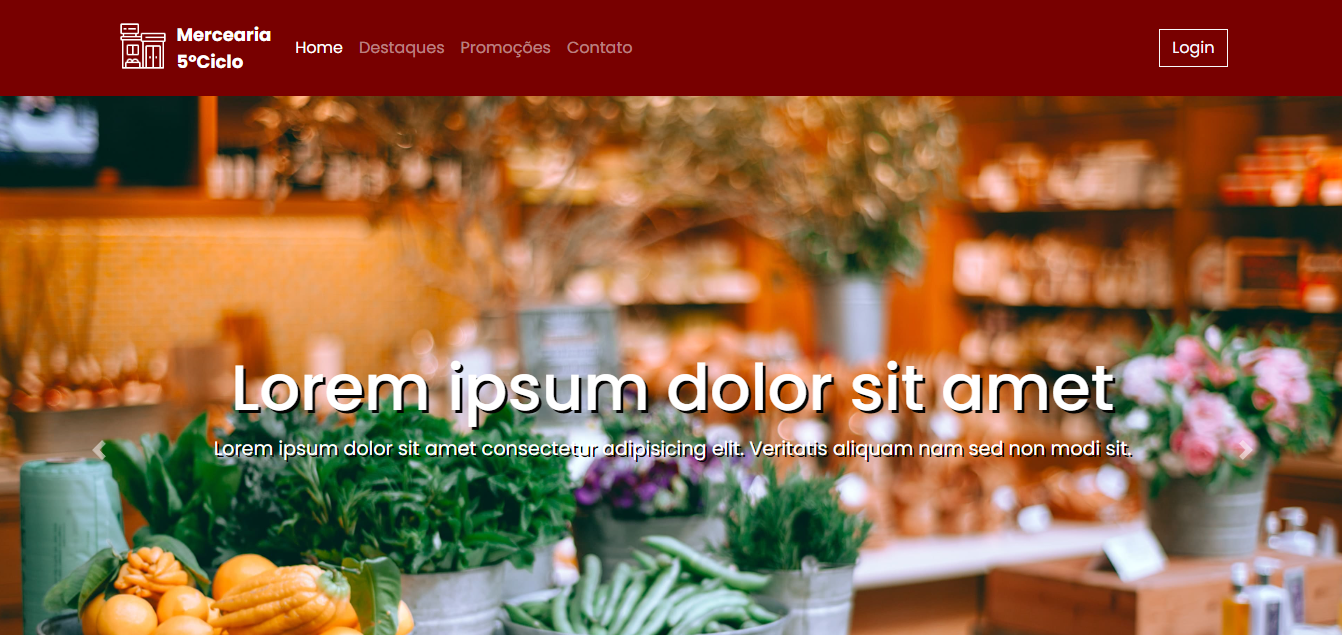 Mercearia
5ºCiclo
Home Destaques Promoções Contato
Login
Lorem ipsum dolor sit amet
Lorem ipsum dolor sit amet consectetur adipisicing elit. Veritatis aliquam nam sed non modi sit.